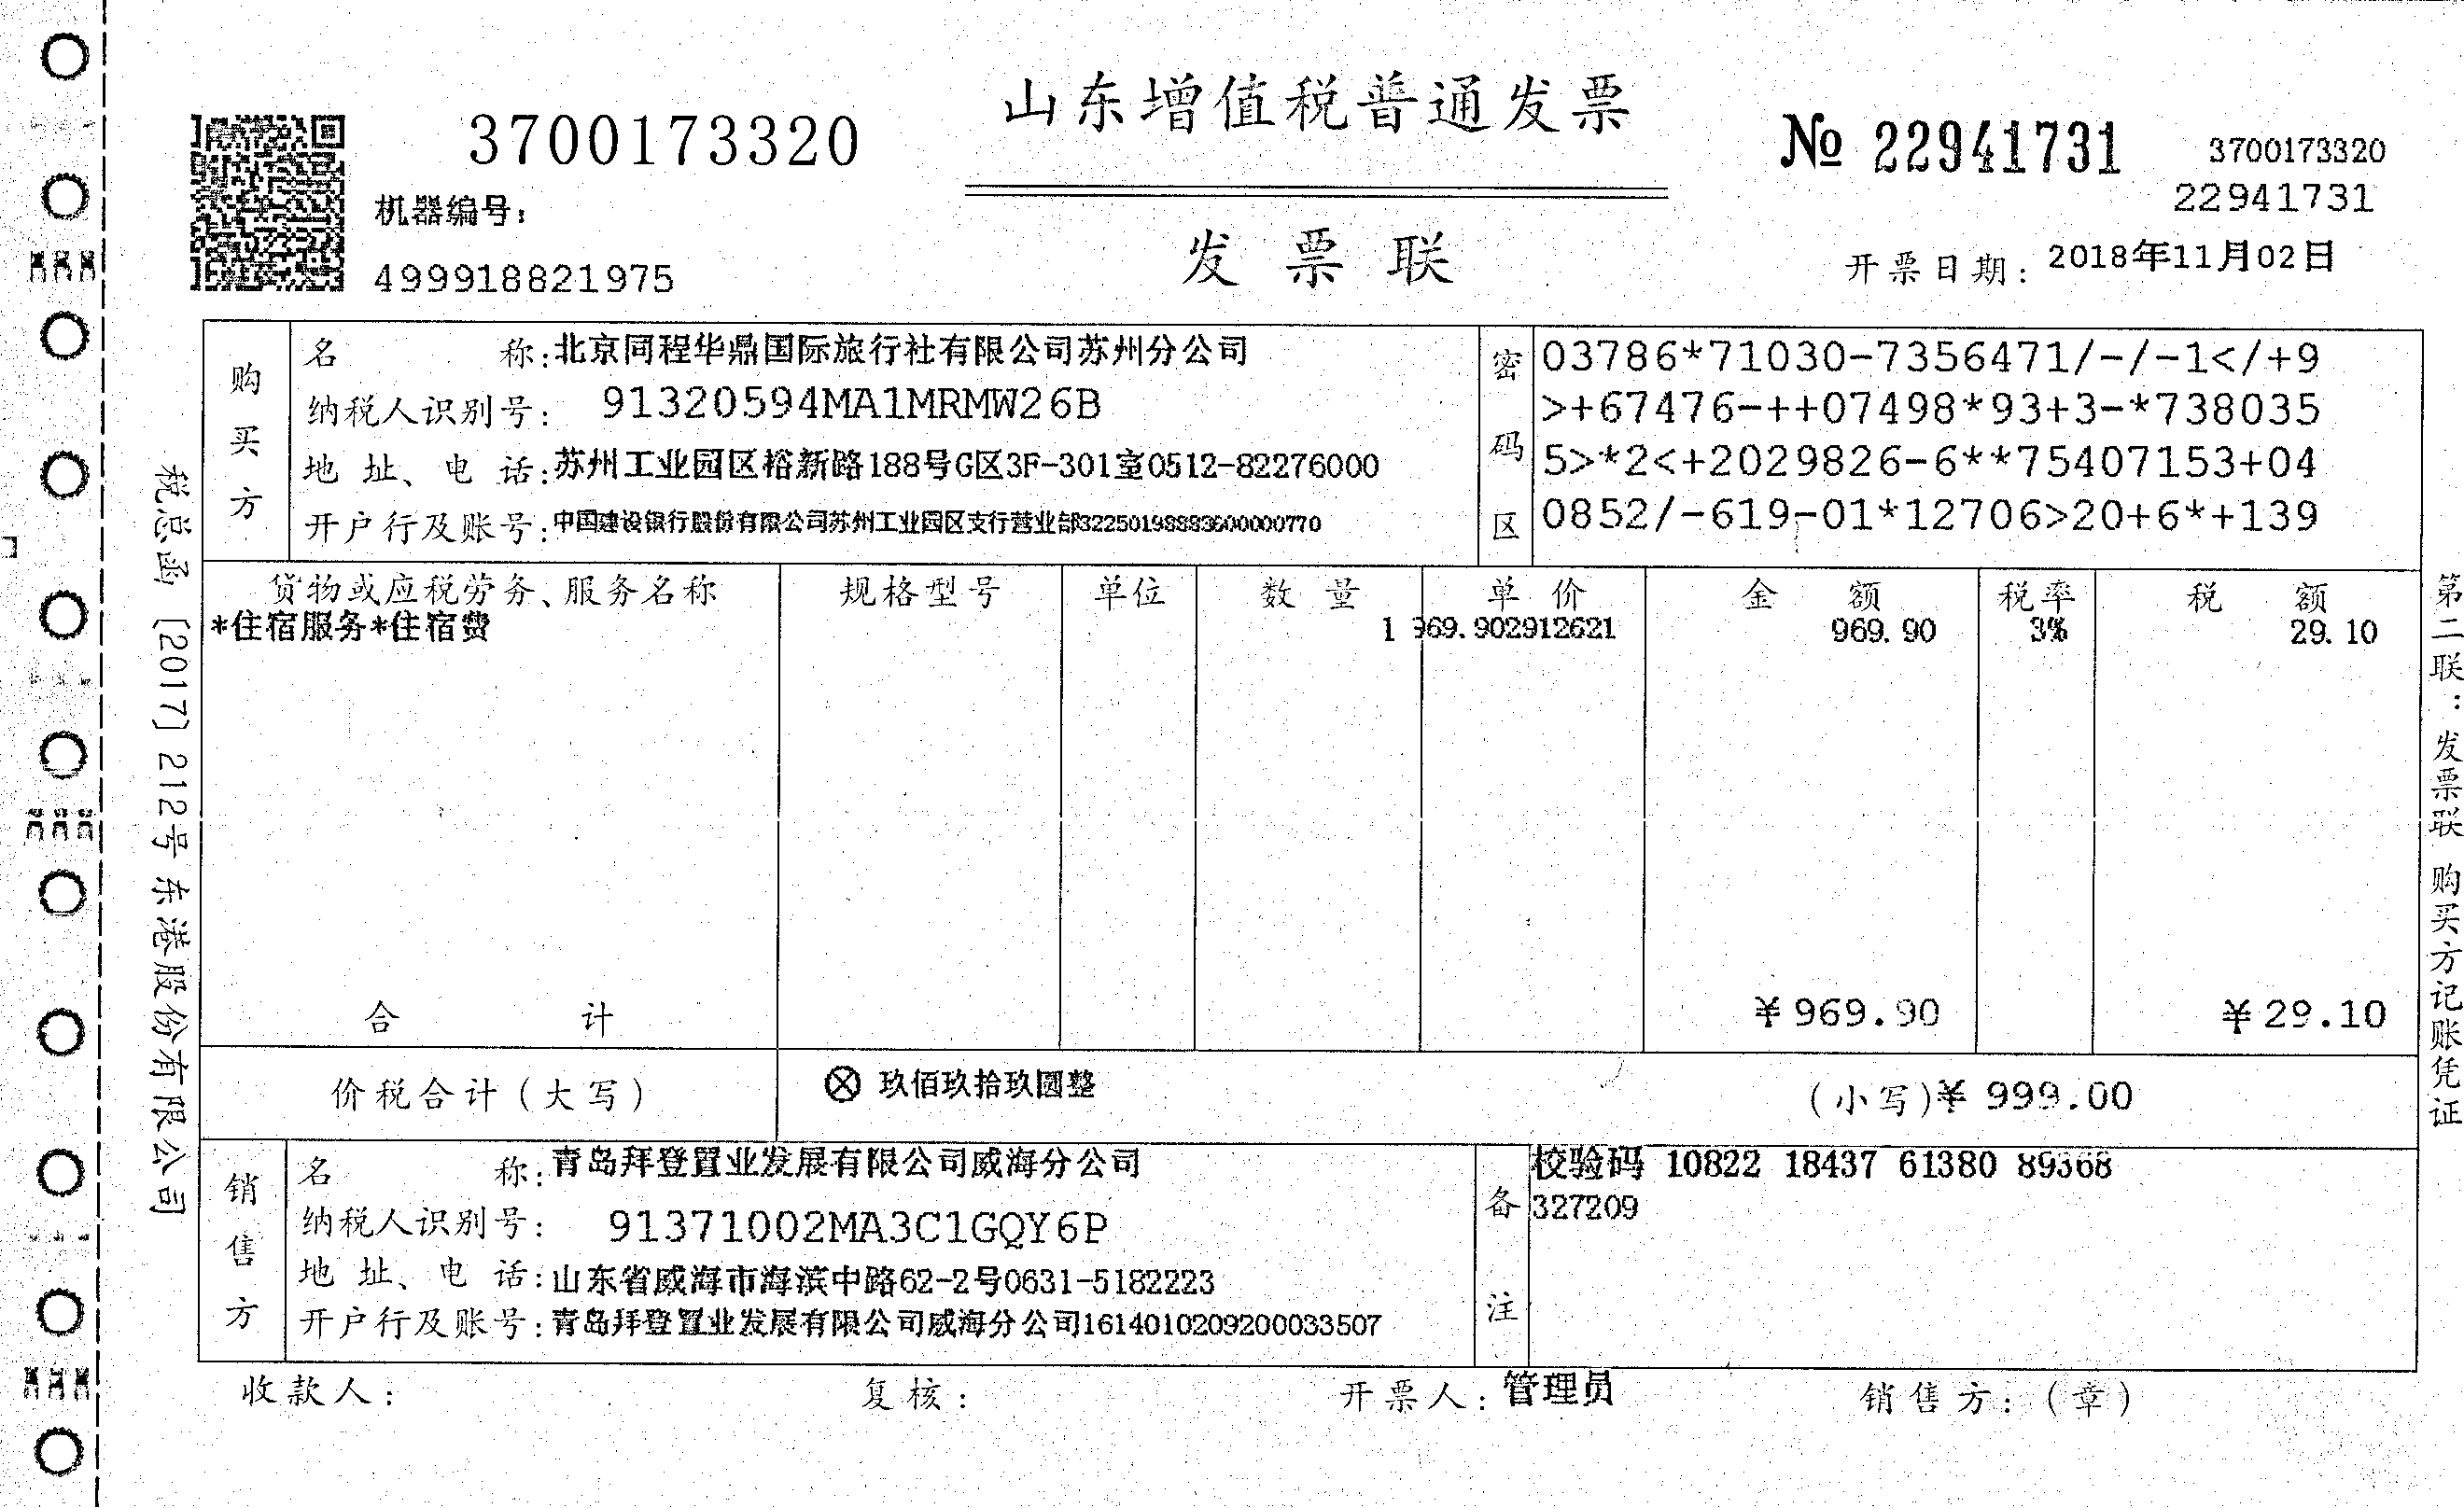 山东增值税普通发票
3700173320
№ 22941731
3700173320
22941731
机器编号:
499918821975
发票联
开票日期: 2018年11月02日
购买方
名称:北京同程华鼎国际旅行社有限公司苏州分公司
纳税人识别号: 91320594MA1MRMW26B
地址、电话:苏州工业园区裕新路188号G区3F-301室0512-82276000
开户行及账号:中国建设银行股份有限公司苏州工业园区支行营业部32250198883600000770
密码区
03786*71030-7356471/-/-1</+9
>+67476-++07498*93+3-*738035
5>*2<+2029826-6**75407153+04
0852/-619-01*12706>20+6*+139
货物或应税劳务、服务名称 规格型号 单位 数量 单价 金额 税率 税额
*住宿服务*住宿费 1 969.902912621 969.90 3% 29.10
合计 ¥969.90 ¥29.10
价税合计(大写) ⊗ 玖佰玖拾玖圆整 (小写)¥ 999.00
销售方
名称:青岛拜登置业发展有限公司威海分公司
纳税人识别号: 91371002MA3C1GQY6P
地址、电话:山东省威海市海滨中路62-2号0631-5182223
开户行及账号:青岛拜登置业发展有限公司威海分公司1614010209200033507
备注
校验码 10822 18437 61380 89368
327209
收款人: 复核: 开票人: 管理员 销售方:(章)
税总函〔2017〕212号 东港股份有限公司
第二联:发票联 购买方记账凭证